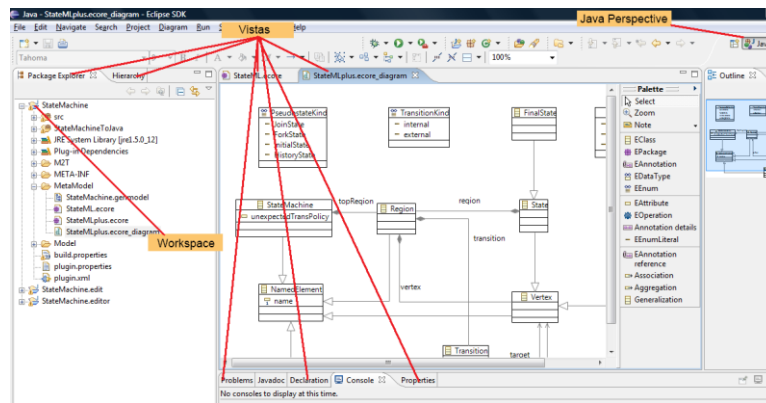 Java - StateMLplus.ecore_diagram - Eclipse SDK
File Edit Navigate Search Project Diagram Run Help
Vistas
Java Perspective
Tahoma
100%
Java
Package Explorer
Hierarchy
StateML.ecore
StateMLplus.ecore_diagram
Outline
StateMachine
src
StateMachineToJava
JRE System Library [jre1.5.0_12]
Plug-in Dependencies
M2T
META-INF
MetaModel
StateMachine.genmodel
StateML.ecore
StateMLplus.ecore
StateMLplus.ecore_diagram
Model
build.properties
plugin.properties
plugin.xml
StateMachine.edit
StateMachine.editor
Workspace
PseudostateKind
JoinState
ForkState
InitialState
HistoryState
TransitionKind
internal
external
FinalState
StateMachine
unexpectedTransPolicy
topRegion
Region
region
State
transition
vertex
NamedElement
name
Vertex
Transition
target
Palette
Select
Zoom
Note
EClass
EPackage
EAnnotation
EDataType
EEnum
EAttribute
EOperation
EAnnotation details
EEnumLiteral
EAnnotation
reference
Association
Aggregation
Generalization
Problems Javadoc Declaration Console Properties
No consoles to display at this time.